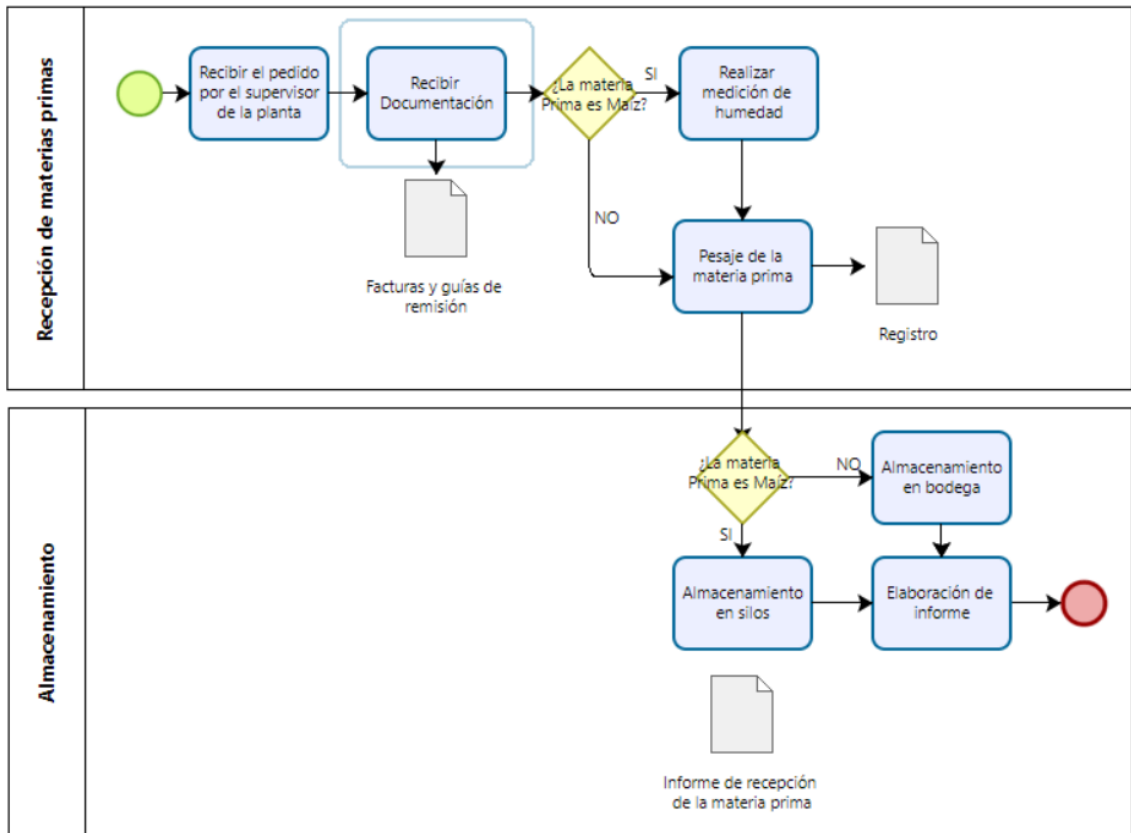 Recepción de materias primas
Recibir el pedido
por el supervisor
de la planta
Recibir
Documentación
¿La materia
Prima es Maíz?
SI
Realizar
medición de
humedad
NO
Facturas y guías de
remisión
Pesaje de la
materia prima
Registro
Almacenamiento
¿La materia
Prima es Maíz?
NO
Almacenamiento
en bodega
SI
Almacenamiento
en silos
Elaboración de
informe
Informe de recepción
de la materia prima